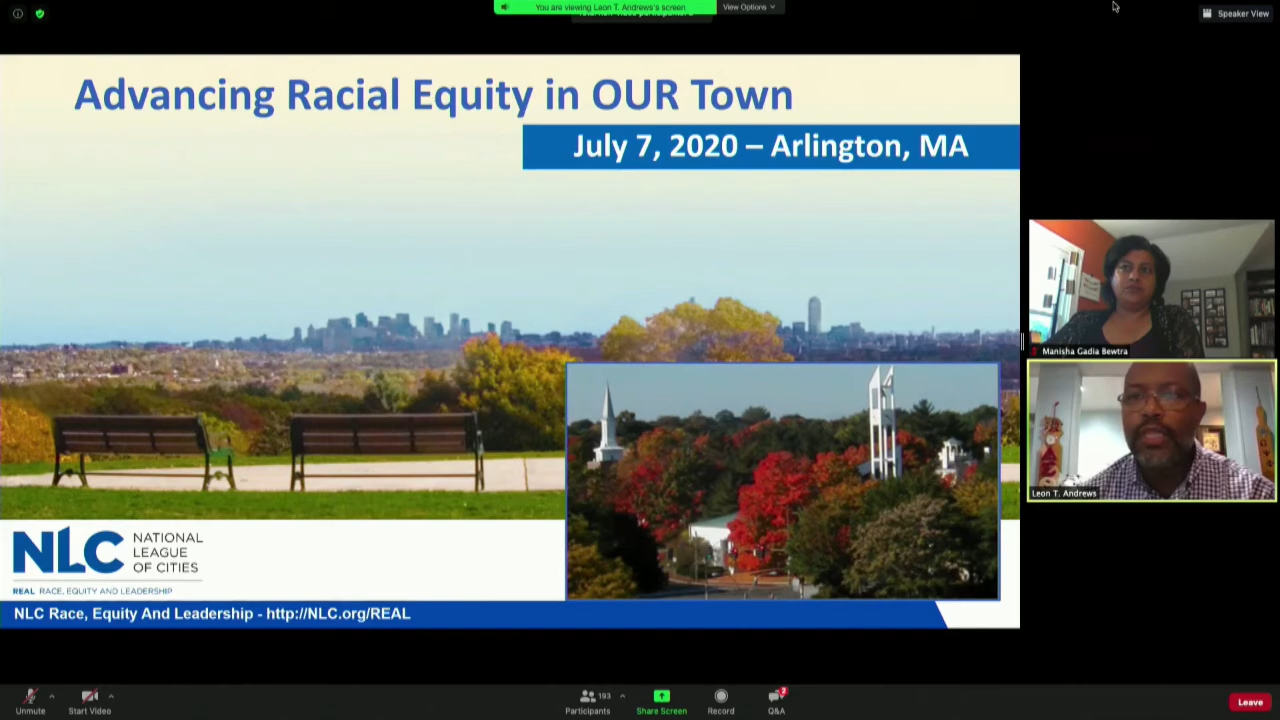 You are viewing Leon T. Andrews's screen
View Options
Speaker View
Advancing Racial Equity in OUR Town
July 7, 2020 – Arlington, MA
Manisha Gadia Bewtra
Leon T. Andrews
NLC
NATIONAL
LEAGUE
OF CITIES
REAL RACE, EQUITY AND LEADERSHIP
NLC Race, Equity And Leadership - http://NLC.org/REAL
Unmute
Start Video
193
Participants
Share Screen
Record
2
Q&A
Leave